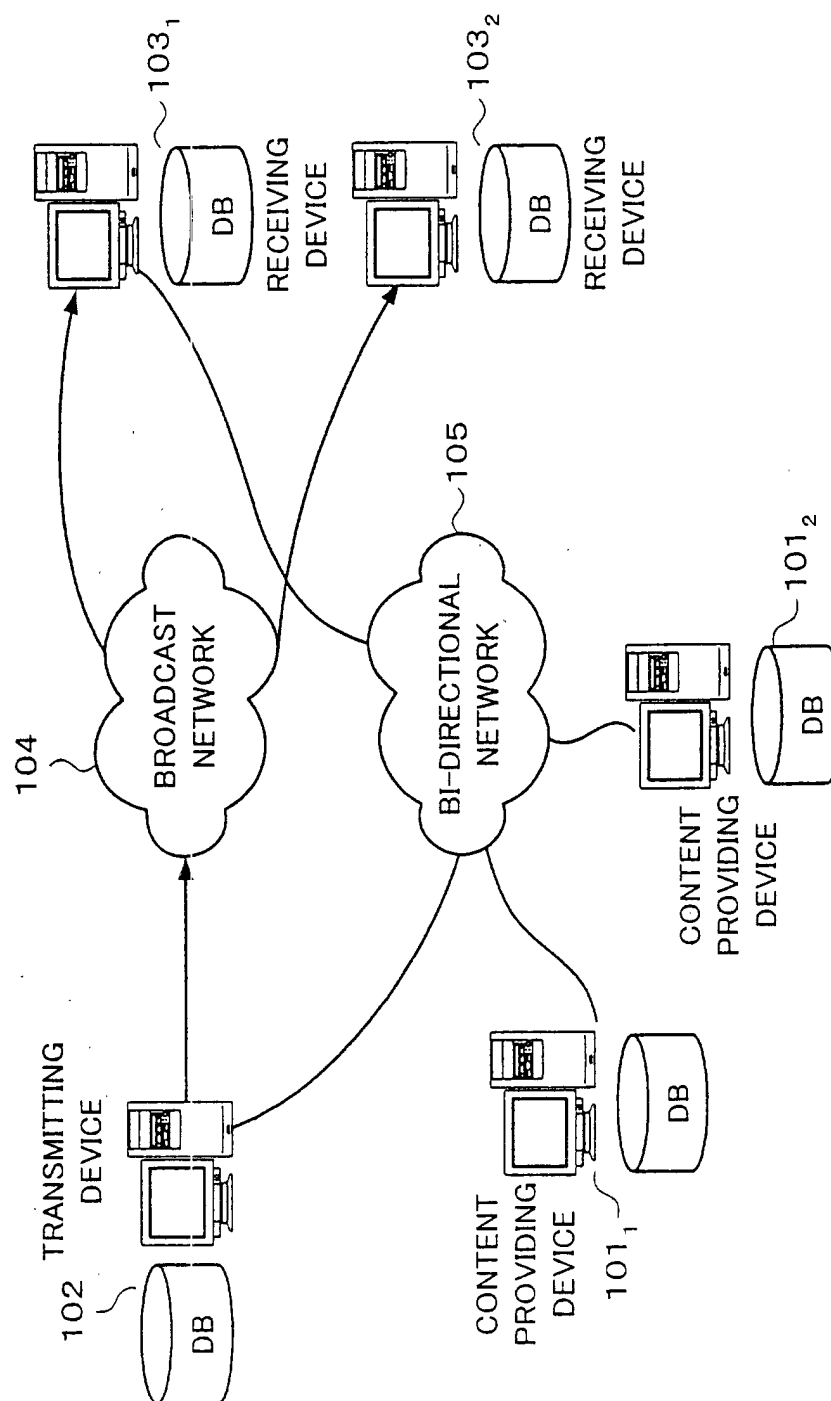 102
DB
TRANSMITTING
DEVICE
104
BROADCAST
NETWORK
103₁
DB
RECEIVING
DEVICE
103₂
DB
RECEIVING
DEVICE
105
BI-DIRECTIONAL
NETWORK
CONTENT
PROVIDING
DEVICE
101₁
DB
CONTENT
PROVIDING
DEVICE
101₂
DB